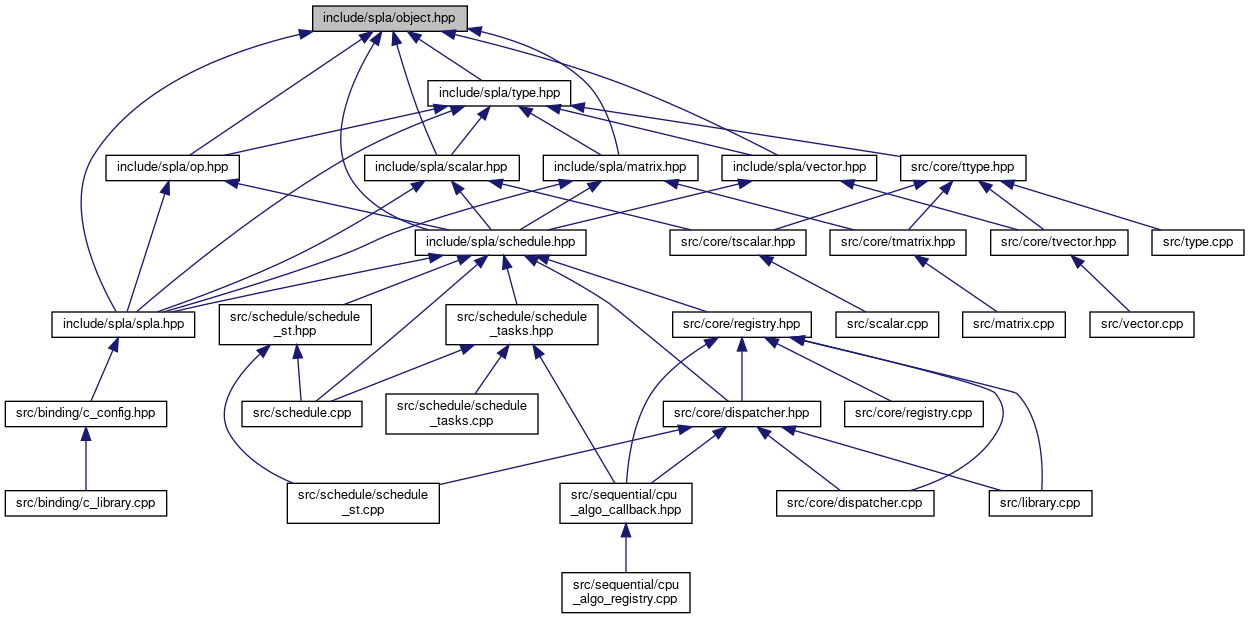 include/spla/object.hpp
include/spla/type.hpp
include/spla/op.hpp
include/spla/scalar.hpp
include/spla/matrix.hpp
include/spla/vector.hpp
src/core/ttype.hpp
include/spla/schedule.hpp
src/core/tscalar.hpp
src/core/tmatrix.hpp
src/core/tvector.hpp
src/type.cpp
include/spla/spla.hpp
src/schedule/schedule
_st.hpp
src/schedule/schedule
_tasks.hpp
src/core/registry.hpp
src/scalar.cpp
src/matrix.cpp
src/vector.cpp
src/binding/c_config.hpp
src/schedule.cpp
src/schedule/schedule
_tasks.cpp
src/core/dispatcher.hpp
src/core/registry.cpp
src/binding/c_library.cpp
src/schedule/schedule
_st.cpp
src/sequential/cpu
_algo_callback.hpp
src/core/dispatcher.cpp
src/library.cpp
src/sequential/cpu
_algo_registry.cpp